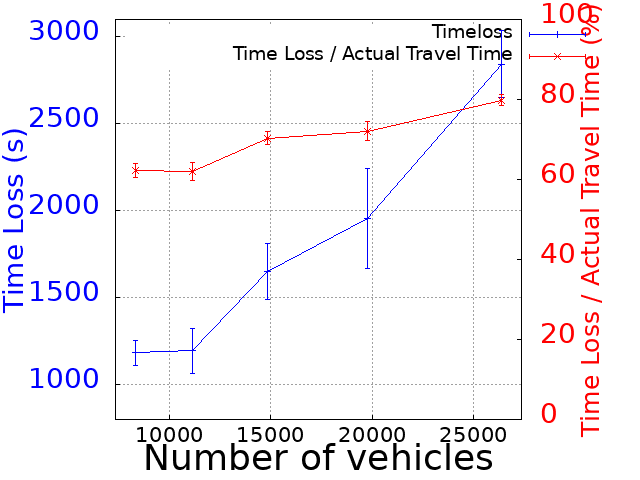 Timeloss
Time Loss / Actual Travel Time
3000
2500
2000
1500
1000
Time Loss (s)
100
80
60
40
20
0
Time Loss / Actual Travel Time (%)
10000 15000 20000 25000
Number of vehicles